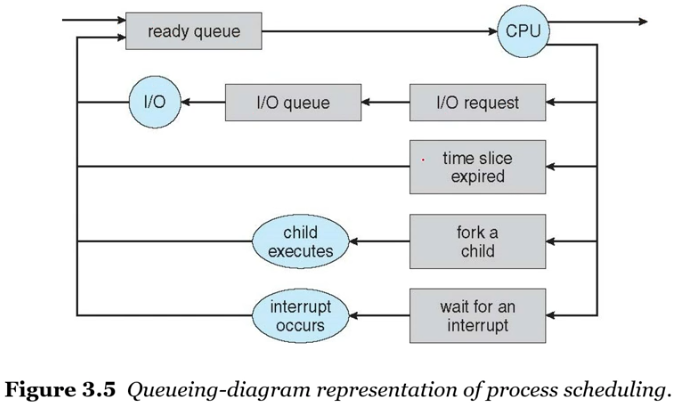 ready queue
CPU
I/O
I/O queue
I/O request
time slice
expired
child
executes
fork a
child
interrupt
occurs
wait for an
interrupt
Figure 3.5 Queueing-diagram representation of process scheduling.